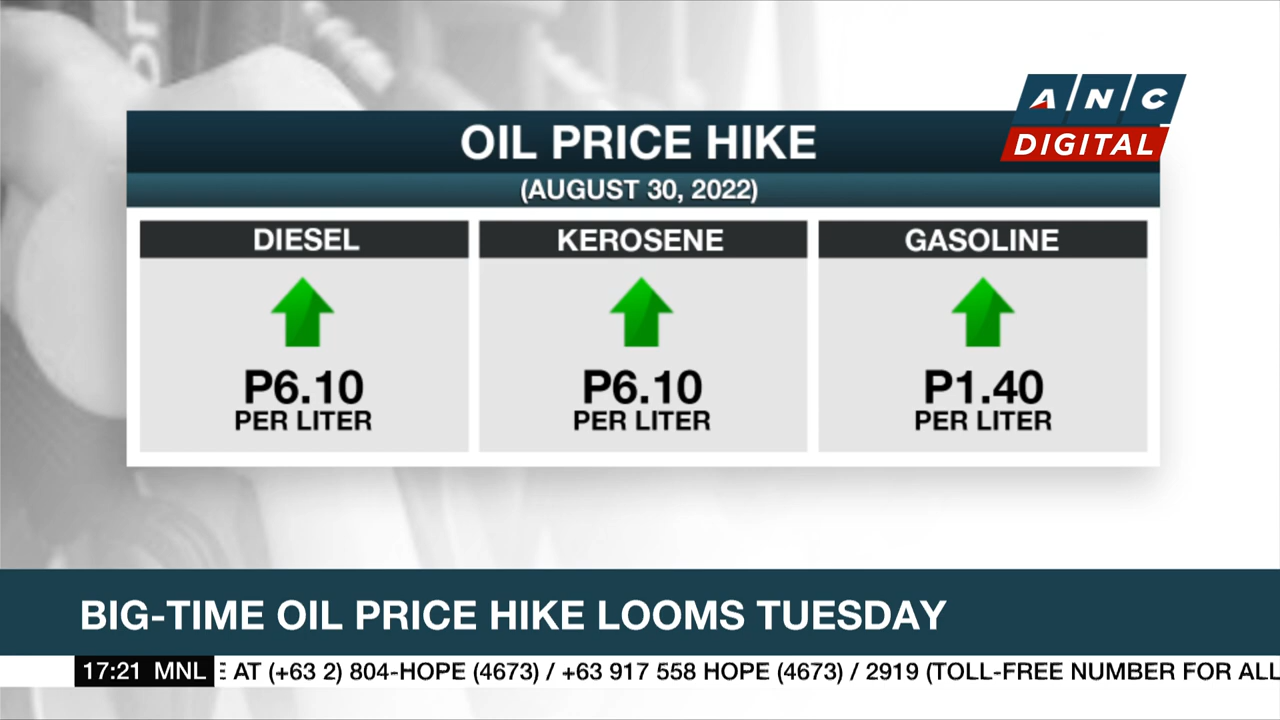 ANC
DIGITAL
OIL PRICE HIKE
(AUGUST 30, 2022)
DIESEL
P6.10
PER LITER
KEROSENE
P6.10
PER LITER
GASOLINE
P1.40
PER LITER
BIG-TIME OIL PRICE HIKE LOOMS TUESDAY
17:21 MNL
AT (+63 2) 804-HOPE (4673) / +63 917 558 HOPE (4673) / 2919 (TOLL-FREE NUMBER FOR ALL